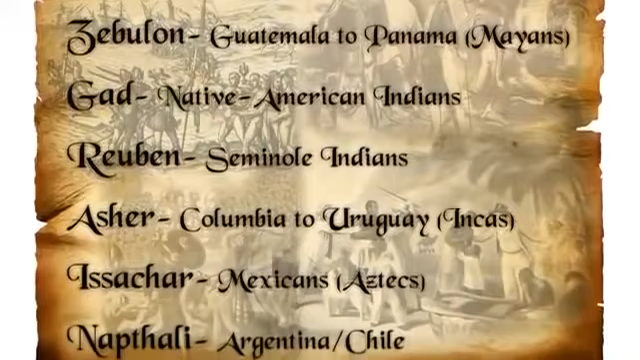 Zebulon- Guatemala to Panama (Mayans)
Gad- Native-American Indians
Reuben- Seminole Indians
Asher- Columbia to Uruguay (Incas)
Issachar- Mexicans (Aztecs)
Napthali- Argentina/Chile